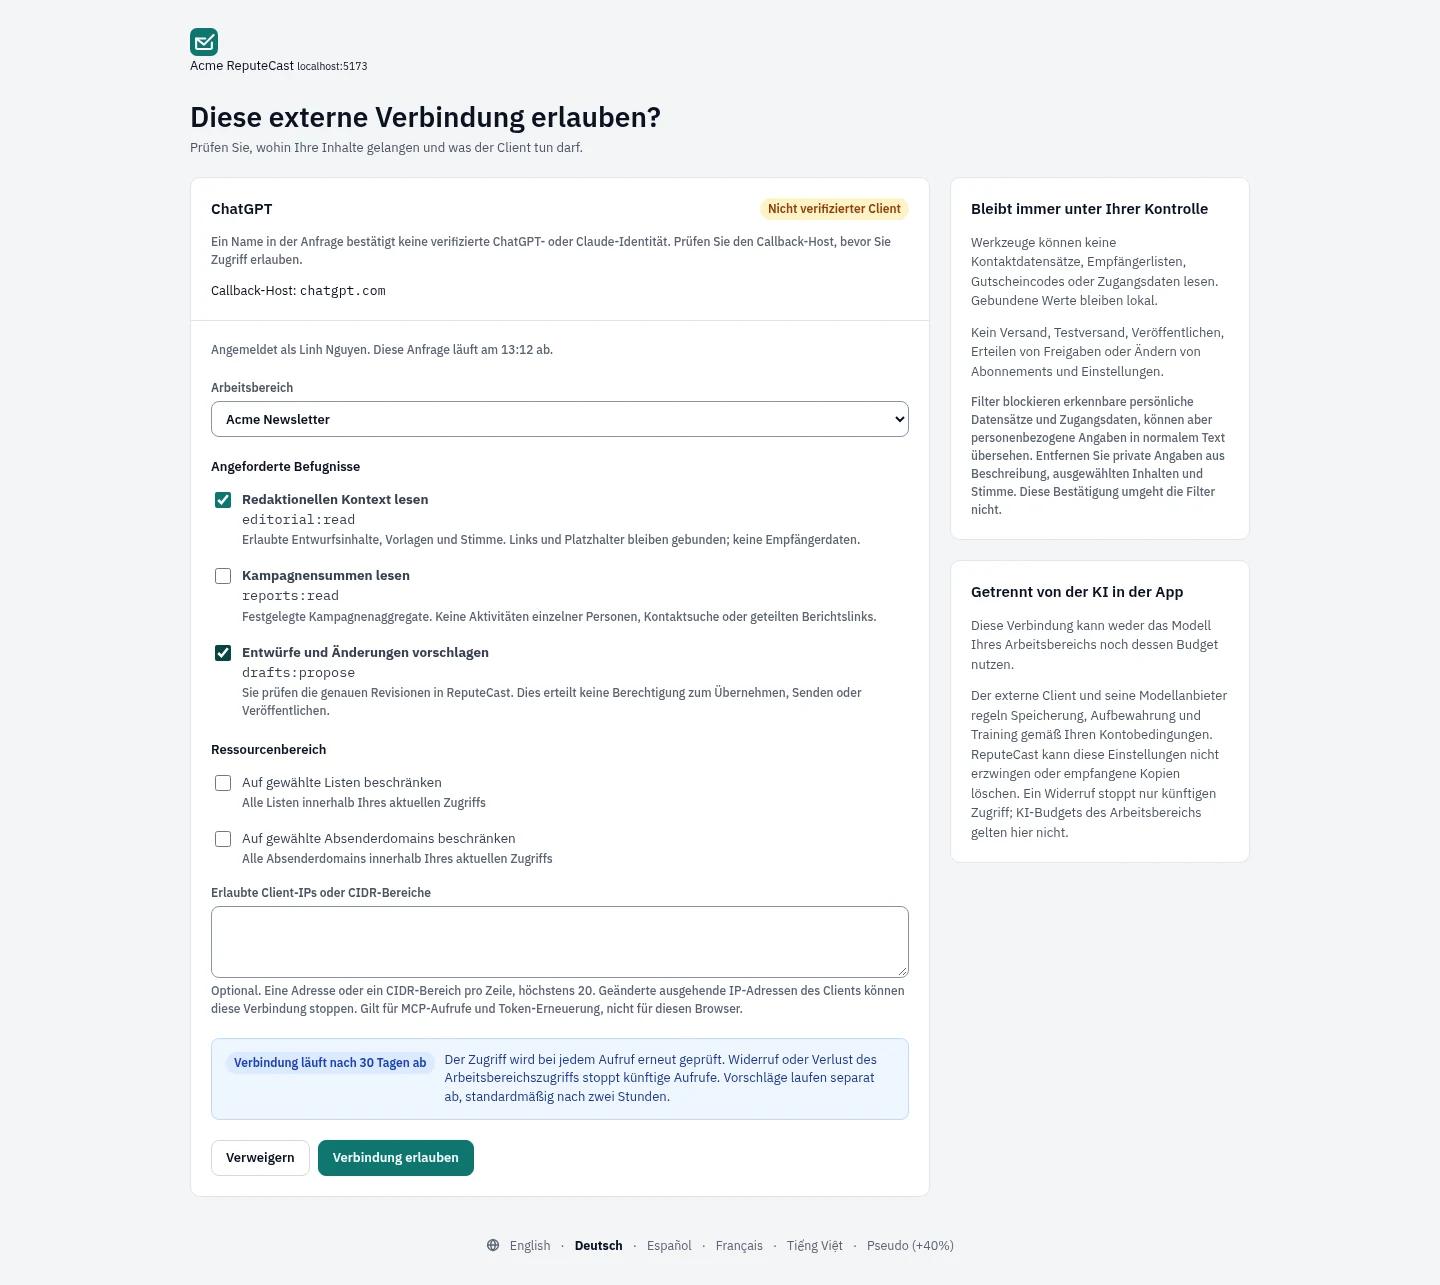 Acme ReputeCast localhost:5173
Diese externe Verbindung erlauben?
Prüfen Sie, wohin Ihre Inhalte gelangen und was der Client tun darf.
ChatGPT
Nicht verifizierter Client
Ein Name in der Anfrage bestätigt keine verifizierte ChatGPT- oder Claude-Identität. Prüfen Sie den Callback-Host, bevor Sie
Zugriff erlauben.
Callback-Host: chatgpt.com
Angemeldet als Linh Nguyen. Diese Anfrage läuft am 13:12 ab.
Arbeitsbereich
Acme Newsletter
Angeforderte Befugnisse
Redaktionellen Kontext lesen
editorial:read
Erlaubte Entwurfsinhalte, Vorlagen und Stimme. Links und Platzhalter bleiben gebunden; keine Empfängerdaten.
Kampagnensummen lesen
reports:read
Festgelegte Kampagnenaggregate. Keine Aktivitäten einzelner Personen, Kontaktsuche oder geteilten Berichtslinks.
Entwürfe und Änderungen vorschlagen
drafts:propose
Sie prüfen die genauen Revisionen in ReputeCast. Dies erteilt keine Berechtigung zum Übernehmen, Senden oder
Veröffentlichen.
Ressourcenbereich
Auf gewählte Listen beschränken
Alle Listen innerhalb Ihres aktuellen Zugriffs
Auf gewählte Absenderdomains beschränken
Alle Absenderdomains innerhalb Ihres aktuellen Zugriffs
Erlaubte Client-IPs oder CIDR-Bereiche
Optional. Eine Adresse oder ein CIDR-Bereich pro Zeile, höchstens 20. Geänderte ausgehende IP-Adressen des Clients können
diese Verbindung stoppen. Gilt für MCP-Aufrufe und Token-Erneuerung, nicht für diesen Browser.
Verbindung läuft nach 30 Tagen ab
Der Zugriff wird bei jedem Aufruf erneut geprüft. Widerruf oder Verlust des
Arbeitsbereichszugriffs stoppt künftige Aufrufe. Vorschläge laufen separat
ab, standardmäßig nach zwei Stunden.
Verweigern
Verbindung erlauben
Bleibt immer unter Ihrer Kontrolle
Werkzeuge können keine
Kontaktdatensätze, Empfängerlisten,
Gutscheincodes oder Zugangsdaten lesen.
Gebundene Werte bleiben lokal.
Kein Versand, Testversand, Veröffentlichen,
Erteilen von Freigaben oder Ändern von
Abonnements und Einstellungen.
Filter blockieren erkennbare persönliche
Datensätze und Zugangsdaten, können aber
personenbezogene Angaben in normalem Text
übersehen. Entfernen Sie private Angaben aus
Beschreibung, ausgewählten Inhalten und
Stimme. Diese Bestätigung umgeht die Filter
nicht.
Getrennt von der KI in der App
Diese Verbindung kann weder das Modell
Ihres Arbeitsbereichs noch dessen Budget
nutzen.
Der externe Client und seine Modellanbieter
regeln Speicherung, Aufbewahrung und
Training gemäß Ihren Kontobedingungen.
ReputeCast kann diese Einstellungen nicht
erzwingen oder empfangene Kopien
löschen. Ein Widerruf stoppt nur künftigen
Zugriff; KI-Budgets des Arbeitsbereichs
gelten hier nicht.
English · Deutsch · Español · Français · Tiếng Việt · Pseudo (+40%)